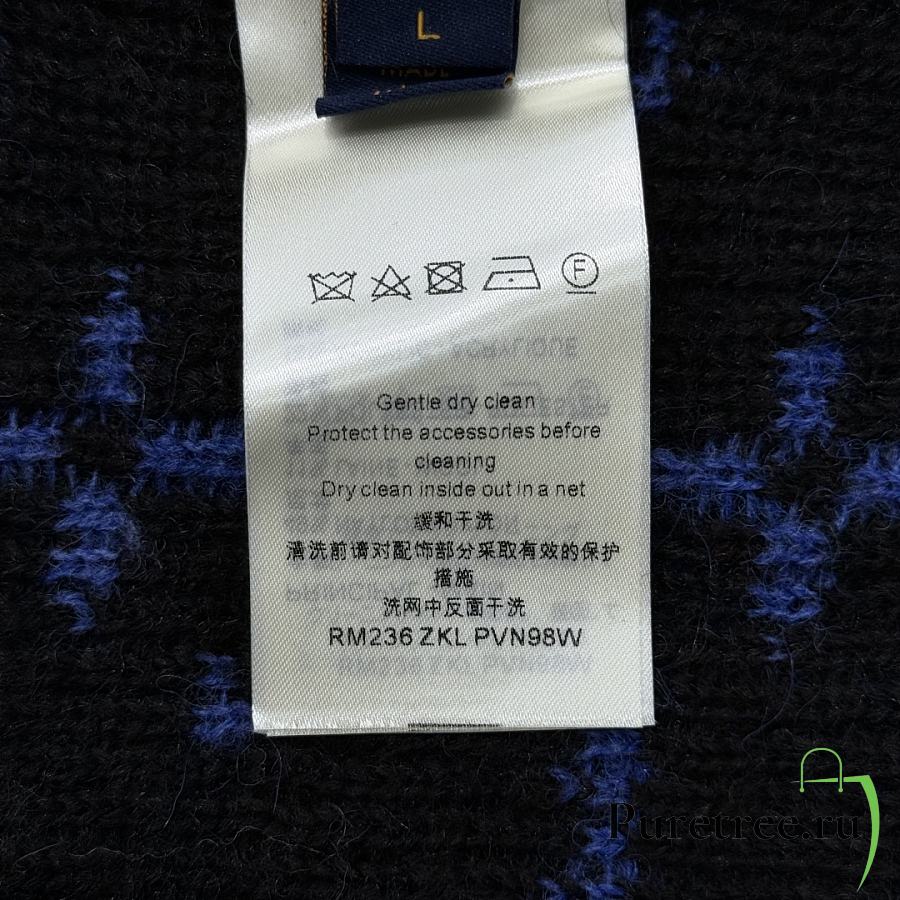 L
MADE
F
Gentle dry clean
Protect the accessories before
cleaning
Dry clean inside out in a net
缓和干洗
清洗前请对配饰部分采取有效的保护
措施
洗网中反面干洗
RM236 ZKL PVN98W
Puretree.ru